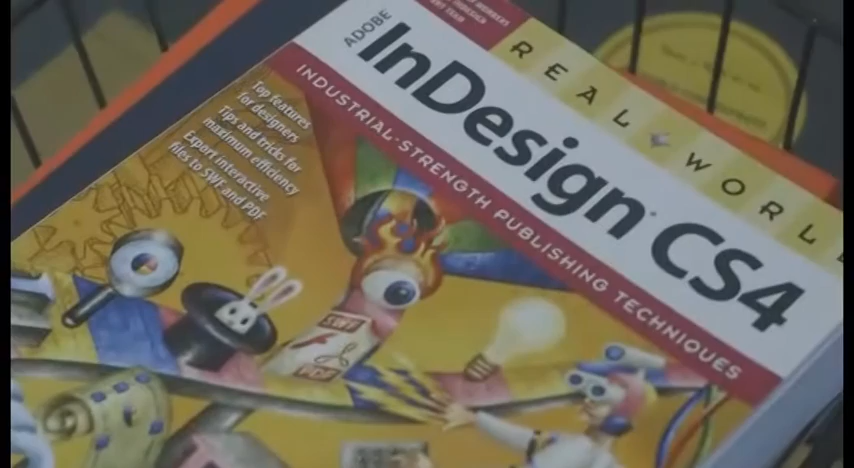 REAL WORL
ADOBE
InDesign CS4
INDUSTRIAL-STRENGTH PUBLISHING TECHNIQUES
Top features
for designers
Tips and tricks for
maximum efficiency
Export interactive
files to SWF and PDF
SWF
PDF